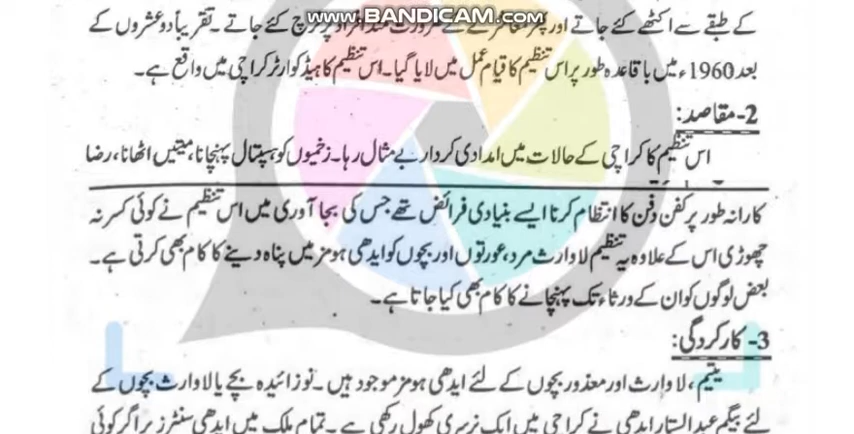 www.BANDICAM.com
کے طبقے سے اکٹھے کئے جاتے اور پھر کئے جاتے ۔ تقریباً دو عشروں کے
بعد 1960ء میں باقاعدہ طور پر اس تنظیم کا قیام عمل میں لایا گیا۔ اس تنظیم کا ہیڈ کوارٹر کراچی میں واقع ہے۔
2- مقاصد:
اس تنظیم کا کراچی کے حالات میں امدادی کردار بے مثال رہا۔ زخمیوں کو ہسپتال پہنچانا، میتیں اٹھانا، رضا
کارانہ طور پر کفن دفن کا انتظام کرنا ایسے بنیادی فرائض تھے جس کی بجا آوری میں اس تنظیم نے کوئی کسر نہ
چھوڑی اس کے علاوہ یہ تنظیم لاوارث مرد، عورتوں اور بچوں کو ایدھی ہومز میں پناہ دینے کا کام بھی کرتی ہے۔
بعض لوگوں کو ان کے ورثاء تک پہنچانے کا کام بھی کیا جاتا ہے۔
3- کارکردگی:
یتیم، لاوارث اور معذور بچوں کے لئے ایدھی ہومز موجود ہیں۔ نوزائیدہ بچے یا لاوارث بچوں کے
لئے بیگم عبدالستار ایدھی نے کراچی میں ایک نرسری کھول رکھی ہے۔ تمام ملک میں ایدھی سنٹرز پر اگر کوئی